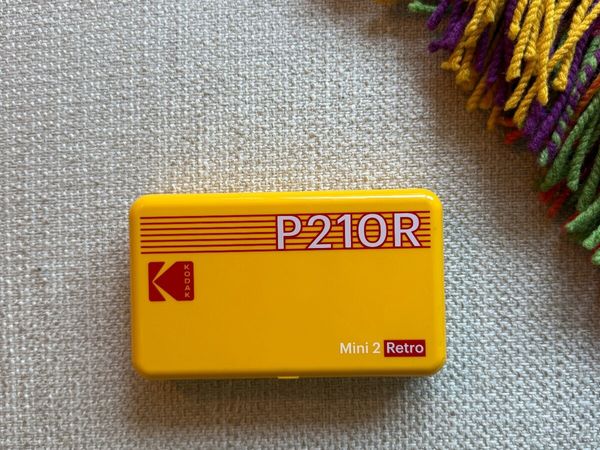 P210R
KODAK
Mini 2 Retro